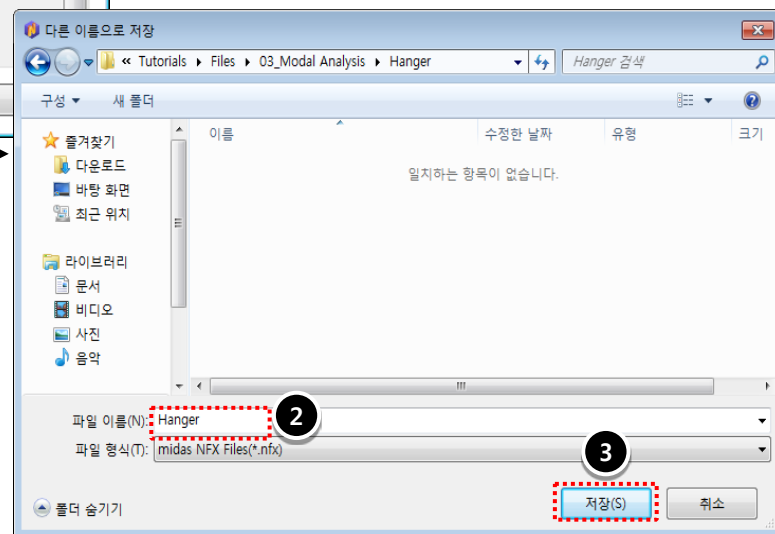 다른 이름으로 저장
« Tutorials ▸ Files ▸ 03_Modal Analysis ▸ Hanger
Hanger 검색
구성 새 폴더
이름 수정한 날짜 유형 크기
일치하는 항목이 없습니다.
즐겨찾기
다운로드
바탕 화면
최근 위치
라이브러리
문서
비디오
사진
음악
파일 이름(N): Hanger
2
파일 형식(T): midas NFX Files(*.nfx)
3
폴더 숨기기
저장(S) 취소